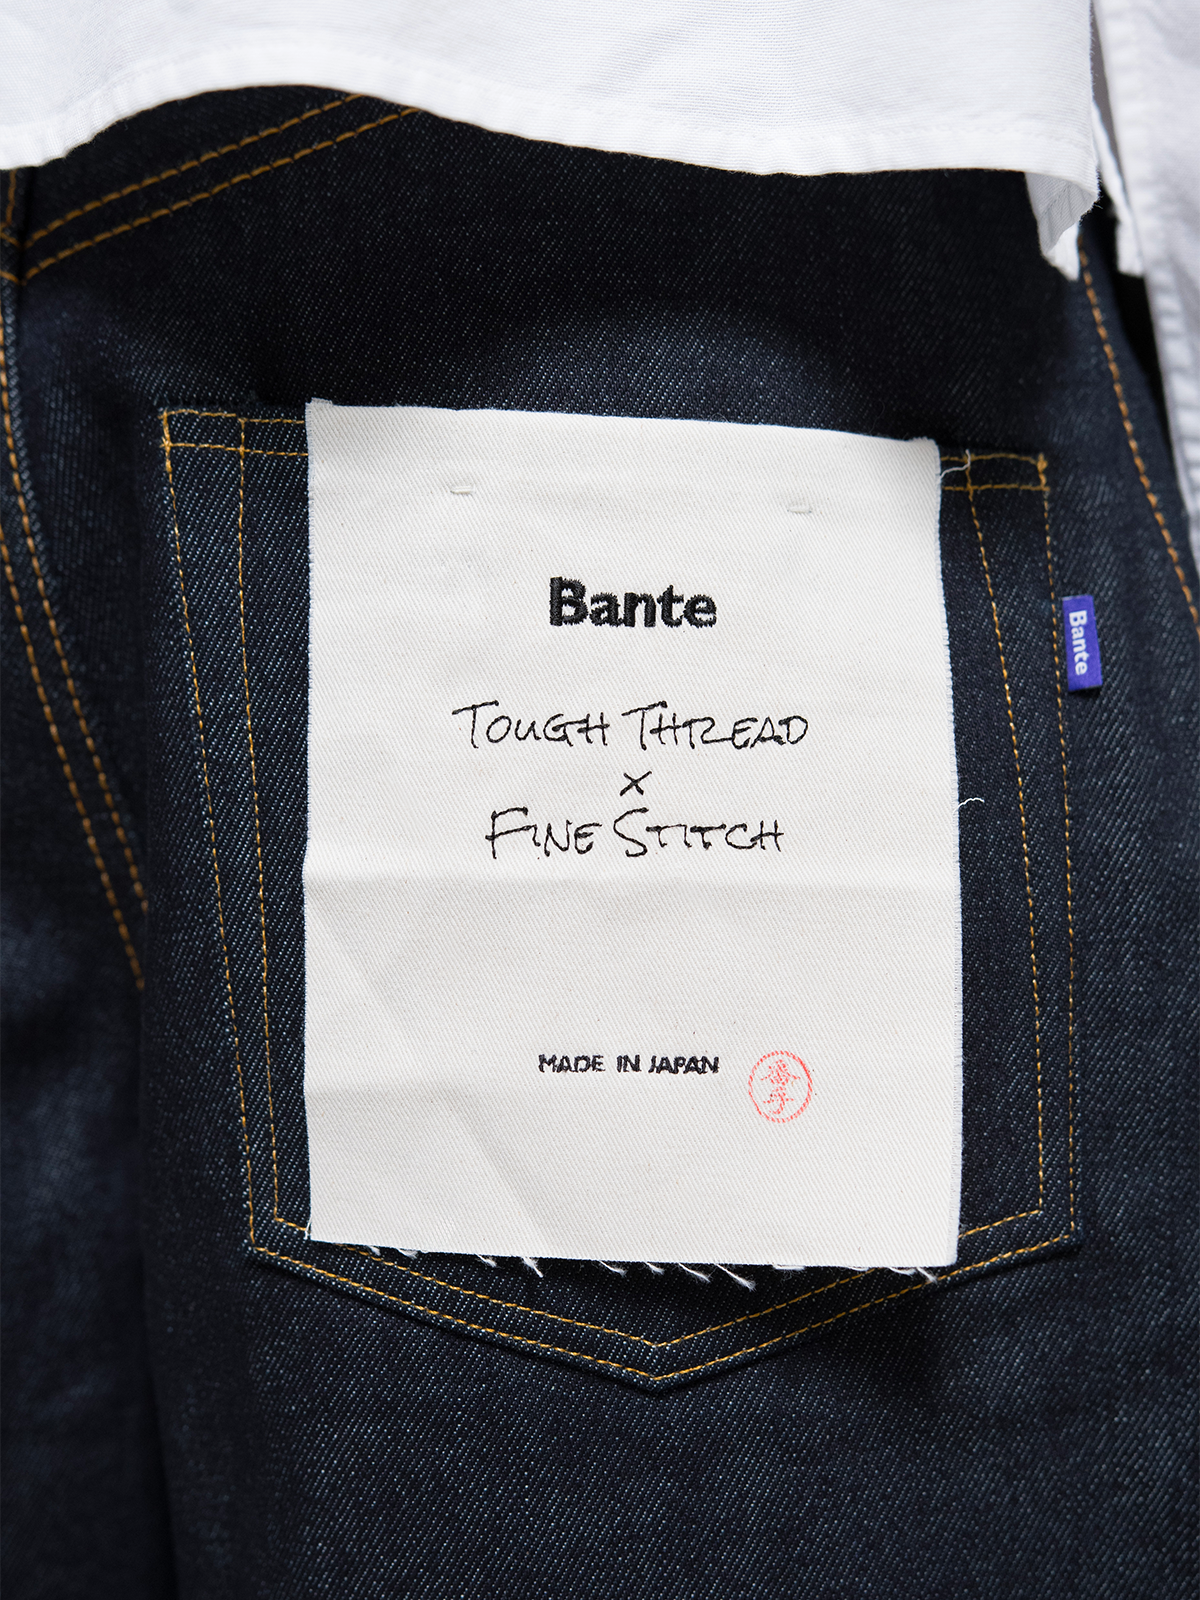 Bante
TOUGH THREAD
×
FINE STITCH
MADE IN JAPAN
Bante